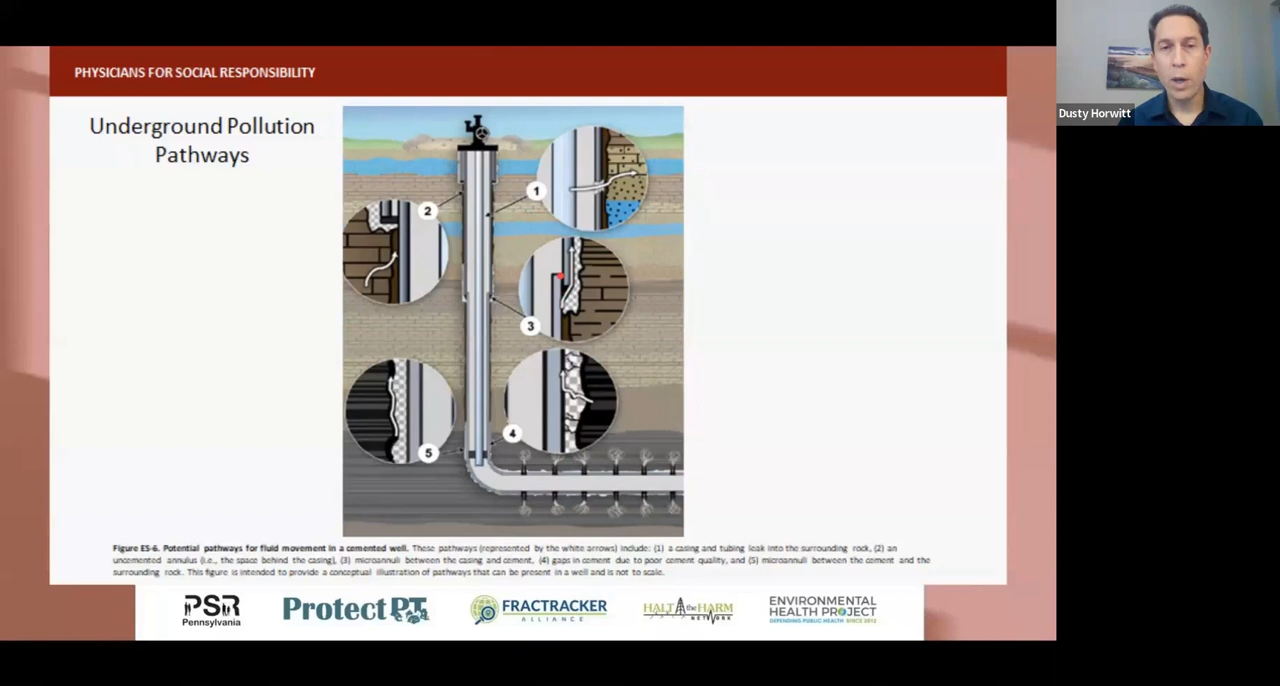 PHYSICIANS FOR SOCIAL RESPONSIBILITY
Dusty Horwitt
Underground Pollution
Pathways
1
2
3
4
5
Figure ES-6. Potential pathways for fluid movement in a cemented well. These pathways (represented by the white arrows) include: (1) a casing and tubing leak into the surrounding rock, (2) an
uncemented annulus (i.e., the space behind the casing), (3) microannuli between the casing and cement, (4) gaps in cement due to poor cement quality, and (5) microannuli between the cement and the
surrounding rock. This figure is intended to provide a conceptual illustration of pathways that can be present in a well and is not to scale.
PSR
Pennsylvania
Protect PT
FRACTRACKER
ALLIANCE
HALT the HARM
NETWORK
ENVIRONMENTAL
HEALTH PROJECT
DEFENDING PUBLIC HEALTH SINCE 2012